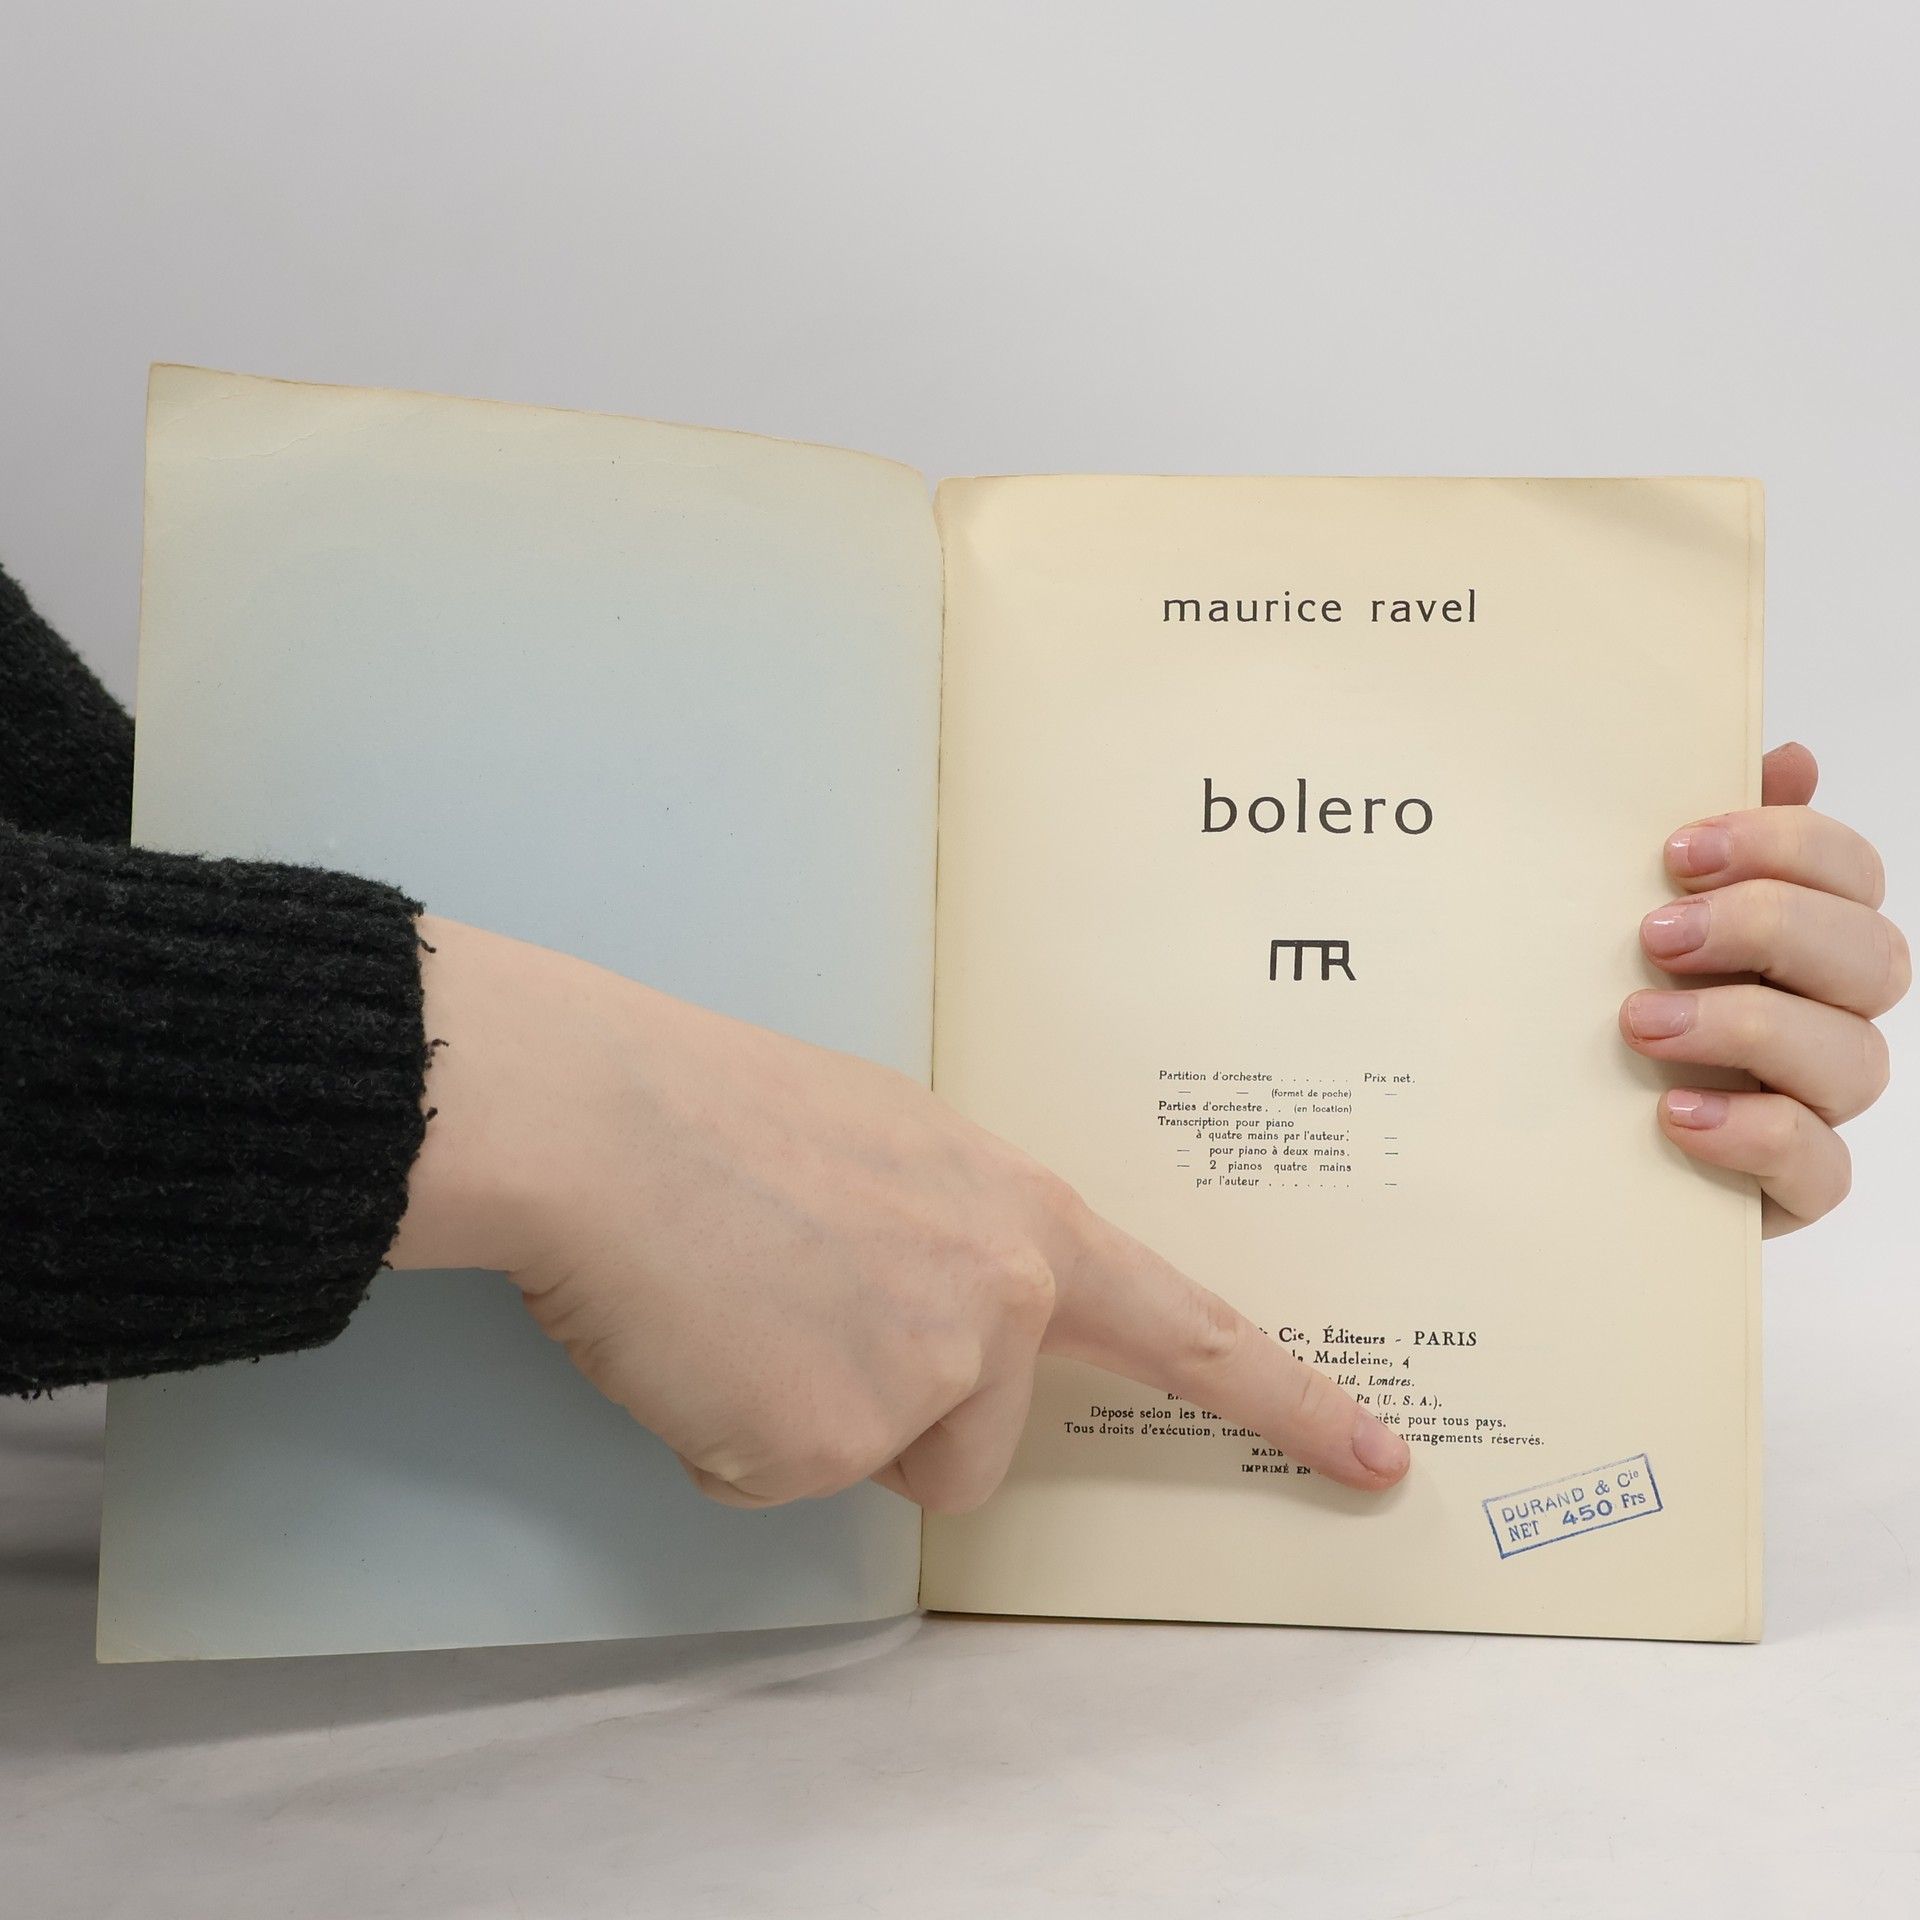 maurice ravel
bolero
MR
Partition d'orchestre . . . . . . Prix net.
— — (format de poche) —
Parties d'orchestre. . (en location)
Transcription pour piano
à quatre mains par l'auteur. —
— pour piano à deux mains. —
— 2 pianos quatre mains
par l'auteur . . . . . . . —
Cie, Éditeurs - PARIS
Madeleine, 4
Ltd. Londres.
Pa (U. S. A.).
Déposé selon les pour tous pays.
Tous droits d'exécution, arrangements réservés.
MADE
IMPRIMÉ EN
DURAND & Cie
NET 450 Frs